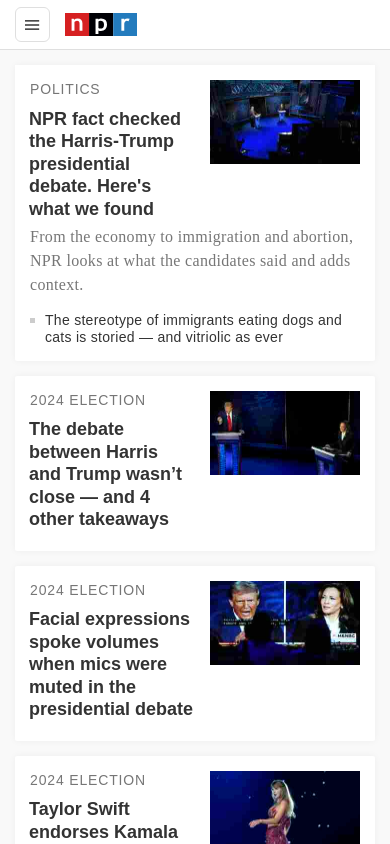 npr
POLITICS
NPR fact checked
the Harris-Trump
presidential
debate. Here's
what we found
From the economy to immigration and abortion,
NPR looks at what the candidates said and adds
context.
The stereotype of immigrants eating dogs and
cats is storied — and vitriolic as ever
2024 ELECTION
The debate
between Harris
and Trump wasn’t
close — and 4
other takeaways
2024 ELECTION
Facial expressions
spoke volumes
when mics were
muted in the
presidential debate
2024 ELECTION
Taylor Swift
endorses Kamala